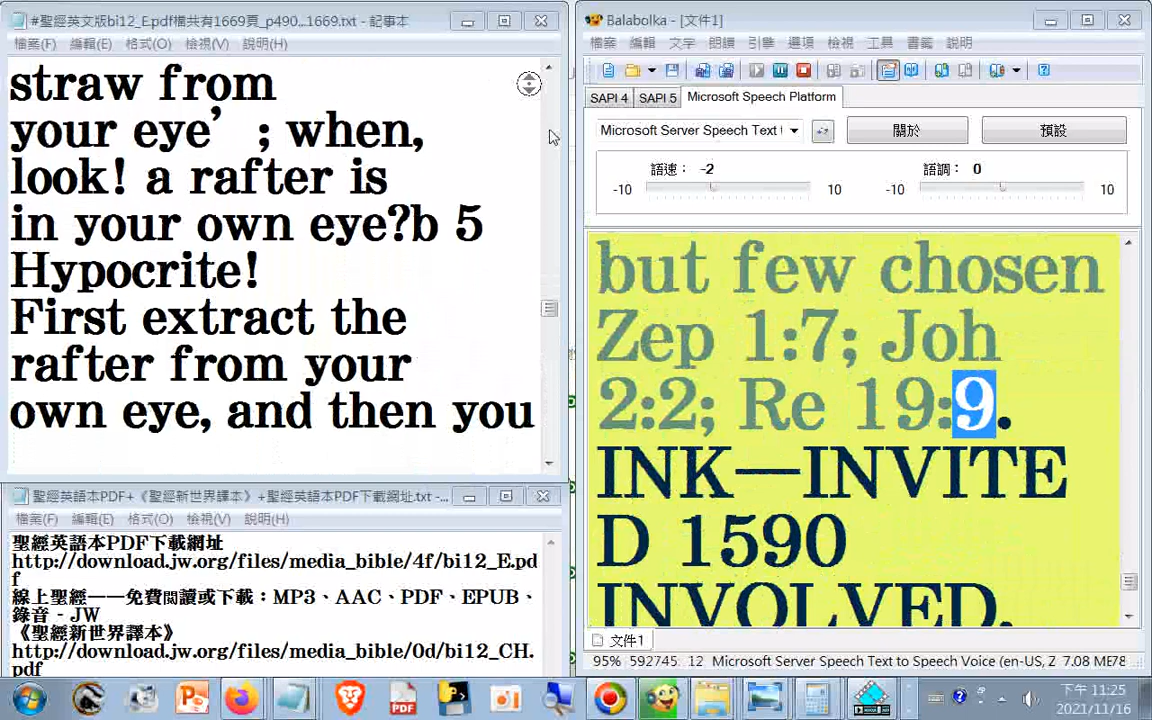 #聖經英文版bi12_E.pdf檔共有1669頁_p490,..1669.txt - 記事本
檔案(F) 編輯(E) 格式(O) 檢視(V) 說明(H)
straw from
your eye’; when,
look! a rafter is
in your own eye?b 5
Hypocrite!
First extract the
rafter from your
own eye, and then you
聖經英語本PDF+《聖經新世界譯本》+聖經英語本PDF下載網址.txt -...
檔案(F) 編輯(E) 格式(O) 檢視(V) 說明(H)
聖經英語本PDF下載網址
http://download.jw.org/files/media_bible/4f/bi12_E.pd
f
線上聖經——免費閱讀或下載：MP3、AAC、PDF、EPUB、
錄音 - JW
《聖經新世界譯本》
http://download.jw.org/files/media_bible/0d/bi12_CH.
pdf
Balabolka - [文件1]
檔案 編輯 文字 朗讀 引擎 選項 檢視 工具 書籤 說明
SAPI 4 SAPI 5 Microsoft Speech Platform
Microsoft Server Speech Text 關於 預設
語速： -2 語調： 0
-10 10 -10 10
but few chosen
Zep 1:7; Joh
2:2; Re 19:9.
INK—INVITE
D 1590
INVOLVED.
文件1
95% 592745: 12 Microsoft Server Speech Text to Speech Voice (en-US, Z 7.08 ME78
下午 11:25
2021/11/16